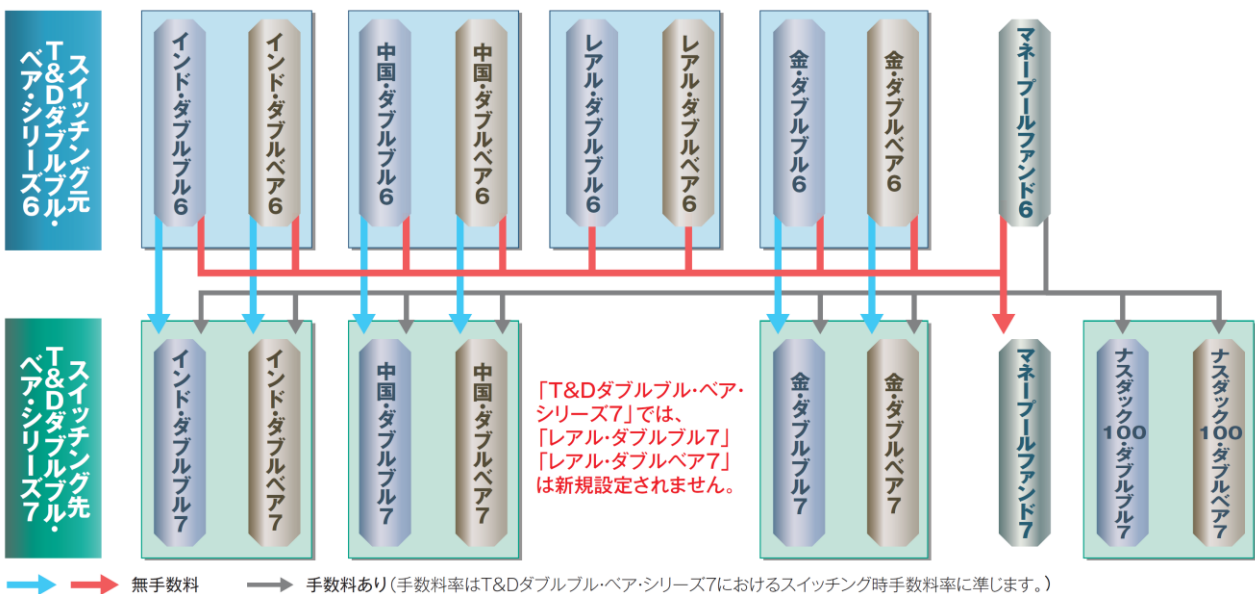 スイッチング元
T&Dダブルブル・
ベア・シリーズ6
インド・ダブルブル6
インド・ダブルベア6
中国・ダブルブル6
中国・ダブルベア6
レアル・ダブルブル6
レアル・ダブルベア6
金・ダブルブル6
金・ダブルベア6
マネープールファンド6
スイッチング先
T&Dダブルブル・
ベア・シリーズ7
インド・ダブルブル7
インド・ダブルベア7
中国・ダブルブル7
中国・ダブルベア7
「T&Dダブルブル・ベア・
シリーズ7」では、
「レアル・ダブルブル7」
「レアル・ダブルベア7」
は新規設定されません。
金・ダブルブル7
金・ダブルベア7
マネープールファンド7
ナスダック100・ダブルブル7
ナスダック100・ダブルベア7
無手数料
手数料あり(手数料率はT&Dダブルブル・ベア・シリーズ7におけるスイッチング時手数料率に準じます。)